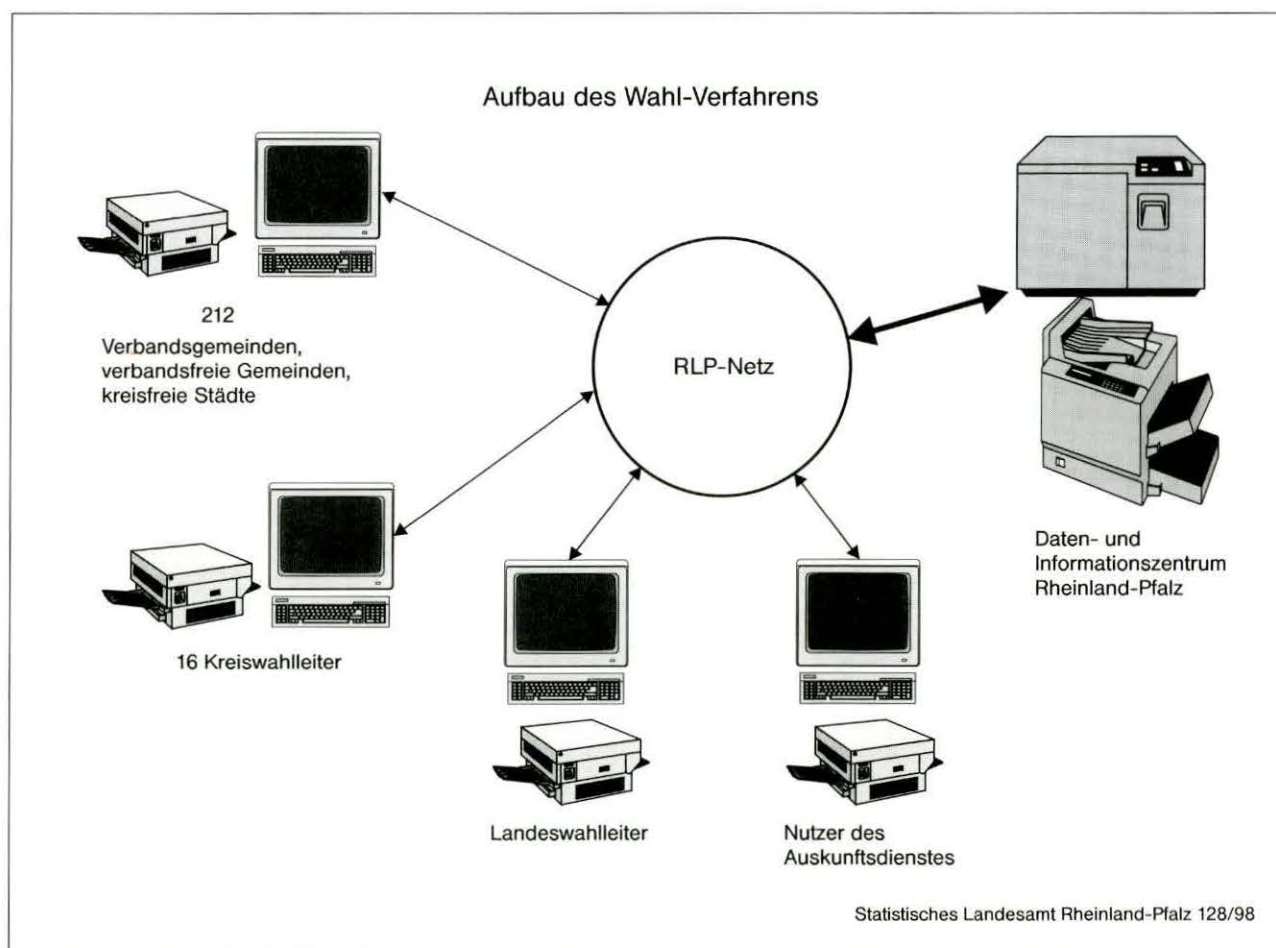 Aufbau des Wahl-Verfahrens
212
Verbandsgemeinden,
verbandsfreie Gemeinden,
kreisfreie Städte
RLP-Netz
Daten- und
Informationszentrum
Rheinland-Pfalz
16 Kreiswahlleiter
Landeswahlleiter
Nutzer des
Auskunftsdienstes
Statistisches Landesamt Rheinland-Pfalz 128/98